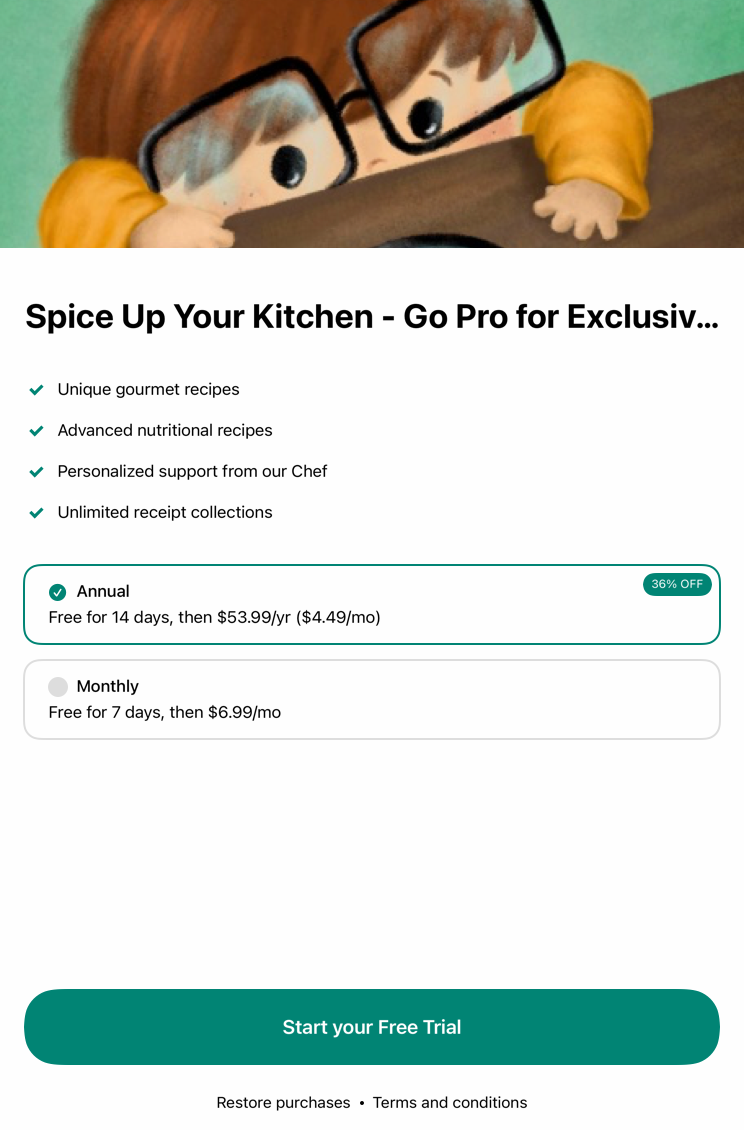 Spice Up Your Kitchen - Go Pro for Exclusiv...
Unique gourmet recipes
Advanced nutritional recipes
Personalized support from our Chef
Unlimited receipt collections
Annual
36% OFF
Free for 14 days, then $53.99/yr ($4.49/mo)
Monthly
Free for 7 days, then $6.99/mo
Start your Free Trial
Restore purchases • Terms and conditions